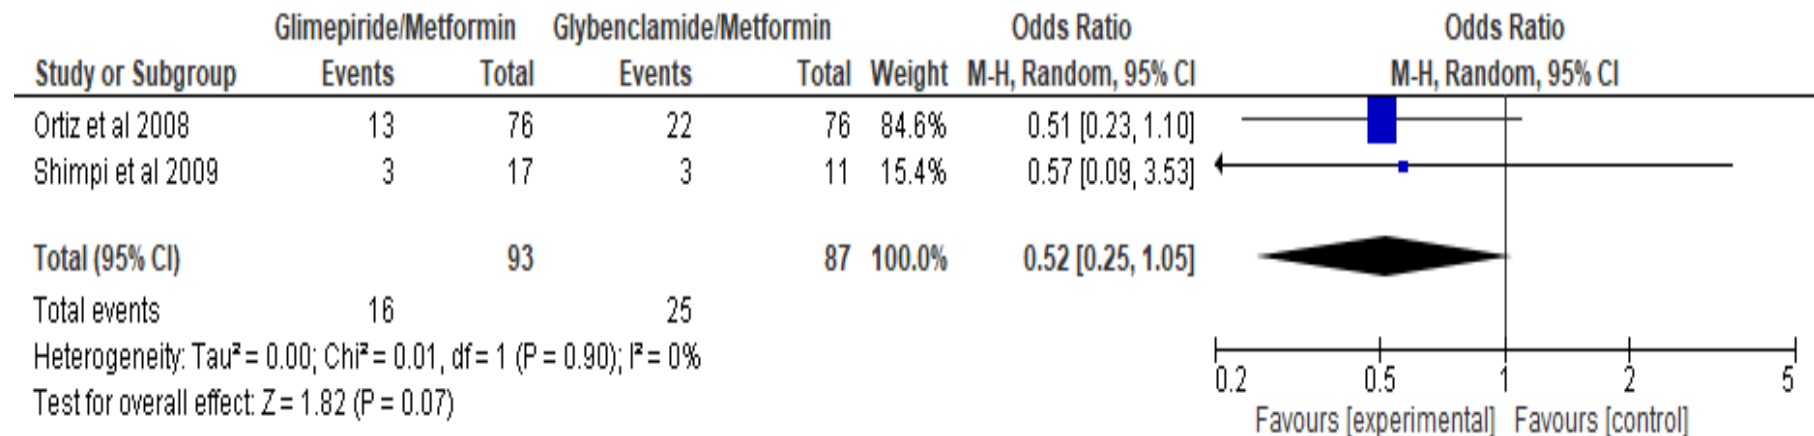 Glimepiride/Metformin Glybenclamide/Metformin Odds Ratio Odds Ratio
Study or Subgroup Events Total Events Total Weight M-H, Random, 95% CI M-H, Random, 95% CI
Ortiz et al 2008 13 76 22 76 84.6% 0.51 [0.23, 1.10]
Shimpi et al 2009 3 17 3 11 15.4% 0.57 [0.09, 3.53]
Total (95% CI) 93 87 100.0% 0.52 [0.25, 1.05]
Total events 16 25
Heterogeneity: Tau² = 0.00; Chi² = 0.01, df = 1 (P = 0.90); I² = 0%
Test for overall effect: Z = 1.82 (P = 0.07)
0.2 0.5 1 2 5
Favours [experimental] Favours [control]